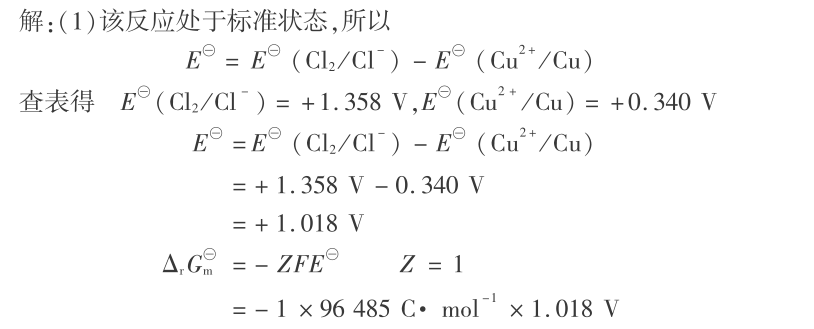 解:(1)该反应处于标准状态,所以
E⊖ = E⊖ (Cl₂/Cl⁻) − E⊖ (Cu²⁺/Cu)
查表得 E⊖(Cl₂/Cl⁻) = +1.358 V,E⊖(Cu²⁺/Cu) = +0.340 V
E⊖ =E⊖ (Cl₂/Cl⁻) − E⊖ (Cu²⁺/Cu)
= + 1.358 V − 0.340 V
= + 1.018 V
ΔᵣGₘ⊖ = − ZFE⊖ Z = 1
= − 1 × 96 485 C· mol⁻¹ × 1.018 V